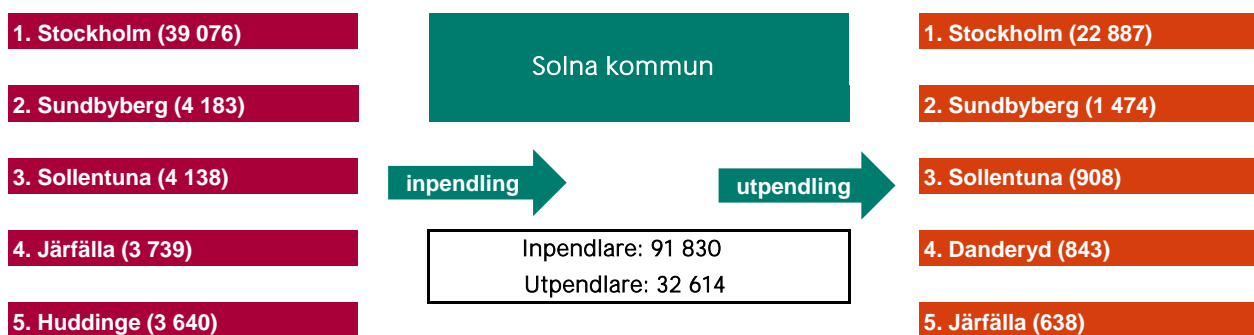 1. Stockholm (39 076)
2. Sundbyberg (4 183)
3. Sollentuna (4 138)
4. Järfälla (3 739)
5. Huddinge (3 640)
Solna kommun
inpendling
utpendling
Inpendlare: 91 830
Utpendlare: 32 614
1. Stockholm (22 887)
2. Sundbyberg (1 474)
3. Sollentuna (908)
4. Danderyd (843)
5. Järfälla (638)